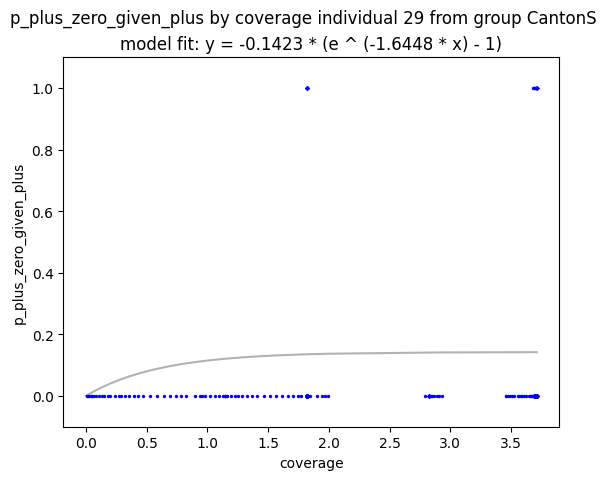 p_plus_zero_given_plus by coverage individual 29 from group CantonS
model fit: y = -0.1423 * (e ^ (-1.6448 * x) - 1)
1.0
0.8
0.6
0.4
0.2
0.0
p_plus_zero_given_plus
0.0 0.5 1.0 1.5 2.0 2.5 3.0 3.5
coverage